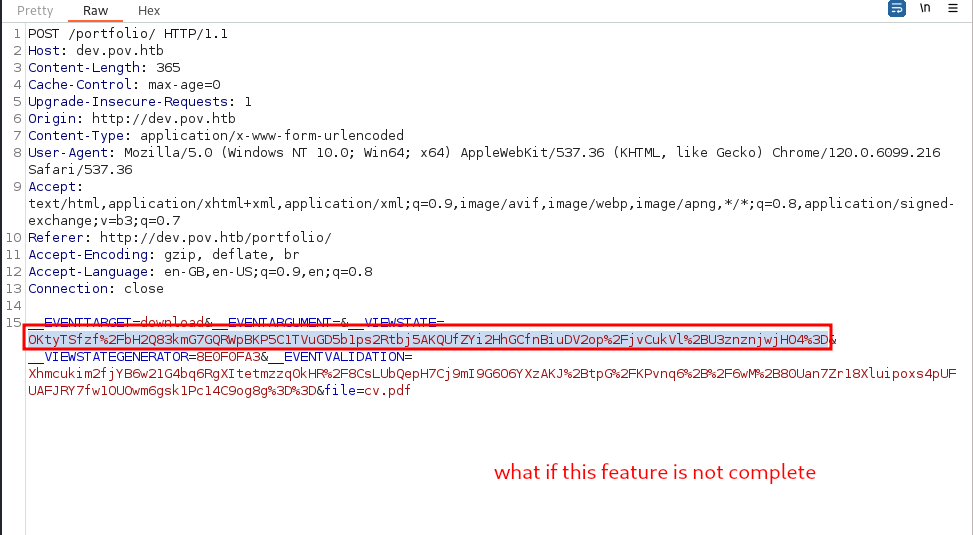 Pretty Raw Hex \n
1 POST /portfolio/ HTTP/1.1
2 Host: dev.pov.htb
3 Content-Length: 365
4 Cache-Control: max-age=0
5 Upgrade-Insecure-Requests: 1
6 Origin: http://dev.pov.htb
7 Content-Type: application/x-www-form-urlencoded
8 User-Agent: Mozilla/5.0 (Windows NT 10.0; Win64; x64) AppleWebKit/537.36 (KHTML, like Gecko) Chrome/120.0.6099.216
Safari/537.36
9 Accept:
text/html,application/xhtml+xml,application/xml;q=0.9,image/avif,image/webp,image/apng,*/*;q=0.8,application/signed-
exchange;v=b3;q=0.7
10 Referer: http://dev.pov.htb/portfolio/
11 Accept-Encoding: gzip, deflate, br
12 Accept-Language: en-GB,en-US;q=0.9,en;q=0.8
13 Connection: close
14
15 __EVENTTARGET=download&__EVENTARGUMENT=&__VIEWSTATE=
0KtyTSfzf%2FbH2Q83kmG7GQRWpBKP5C1TVuGD5b1ps2Rtbj5AKQUfZYi2HhGCfnBiuDV2op%2FjvCukVl%2BU3znznjwjHO4%3D&
__VIEWSTATEGENERATOR=8E0F0FA3&__EVENTVALIDATION=
Xhmcukim2fjYB6w21G4bq6RgXItetmzzq0kHR%2F8CsLUbQepH7Cj9mI9G6O6YXzAKJ%2BtpG%2FKPvnq6%2B%2F6wM%2B80Uan7Zr18Xluipoxs4pUF
UAFJRY7fw10UOwm6gsk1Pc14C9og8g%3D%3D&file=cv.pdf
what if this feature is not complete